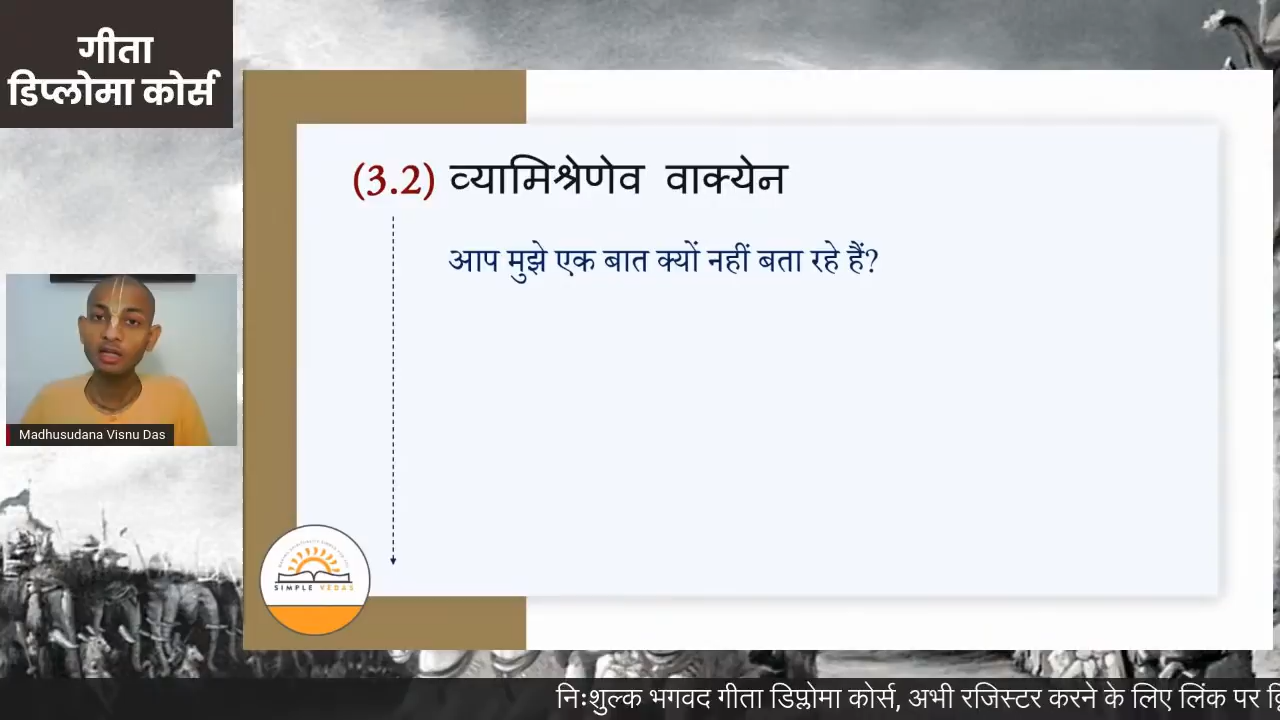 गीता
डिप्लोमा कोर्स
(3.2) व्यामिश्रेणेव वाक्येन
आप मुझे एक बात क्यों नहीं बता रहे हैं?
Madhusudana Visnu Das
SIMPLE VEDAS
निःशुल्क भगवद गीता डिप्लोमा कोर्स, अभी रजिस्टर करने के लिए लिंक पर